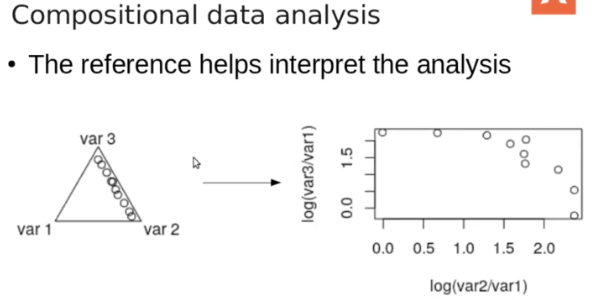 Compositional data analysis
• The reference helps interpret the analysis
var 3
var 1
var 2
log(var3/var1)
1.5
0.0
0.0 0.5 1.0 1.5 2.0
log(var2/var1)